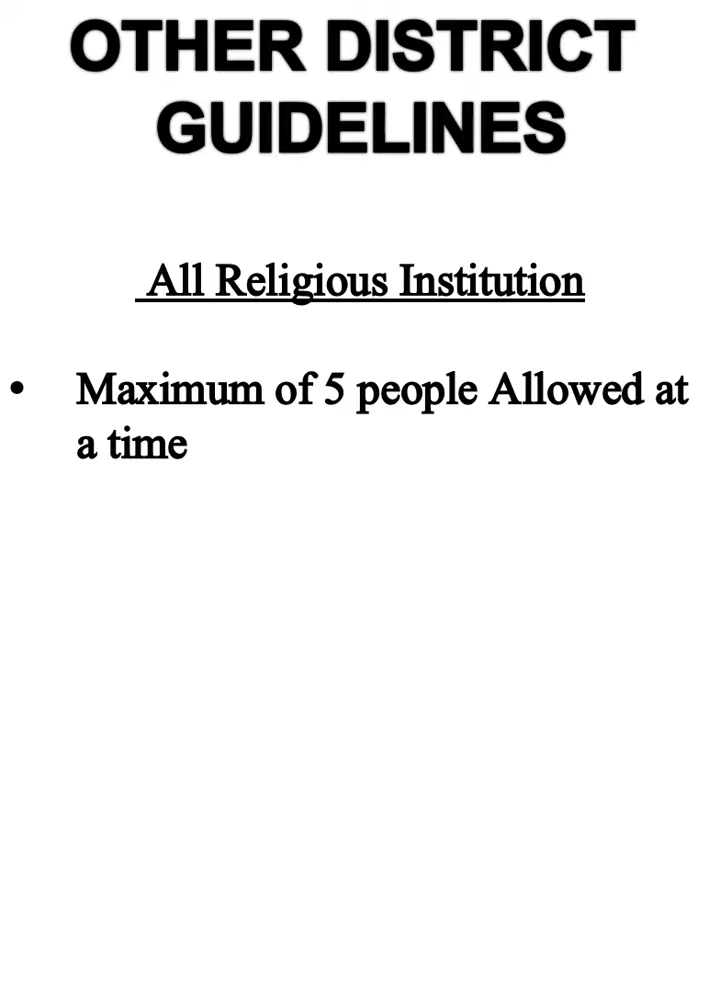 OTHER DISTRICT
GUIDELINES
All Religious Institution
• Maximum of 5 people Allowed at
a time